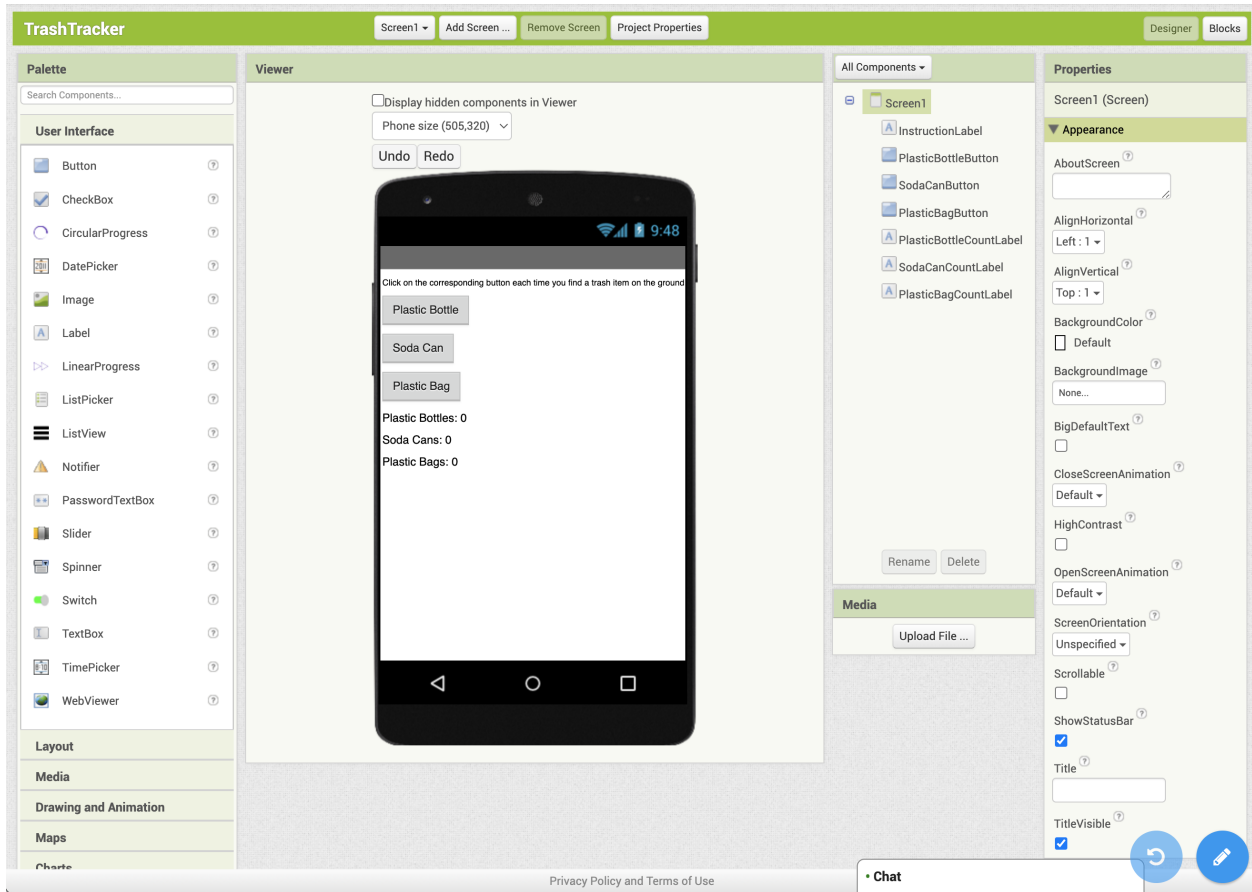 TrashTracker
Screen1
Add Screen ...
Remove Screen
Project Properties
Designer
Blocks
Palette
Search Components...
User Interface
Button
CheckBox
CircularProgress
DatePicker
Image
Label
LinearProgress
ListPicker
ListView
Notifier
PasswordTextBox
Slider
Spinner
Switch
TextBox
TimePicker
WebViewer
Layout
Media
Drawing and Animation
Maps
Charts
Viewer
Display hidden components in Viewer
Phone size (505,320)
Undo
Redo
9:48
Click on the corresponding button each time you find a trash item on the ground
Plastic Bottle
Soda Can
Plastic Bag
Plastic Bottles: 0
Soda Cans: 0
Plastic Bags: 0
All Components
Screen1
InstructionLabel
PlasticBottleButton
SodaCanButton
PlasticBagButton
PlasticBottleCountLabel
SodaCanCountLabel
PlasticBagCountLabel
Rename
Delete
Media
Upload File ...
Properties
Screen1 (Screen)
Appearance
AboutScreen
AlignHorizontal
Left : 1
AlignVertical
Top : 1
BackgroundColor
Default
BackgroundImage
None...
BigDefaultText
CloseScreenAnimation
Default
HighContrast
OpenScreenAnimation
Default
ScreenOrientation
Unspecified
Scrollable
ShowStatusBar
Title
TitleVisible
Privacy Policy and Terms of Use
• Chat